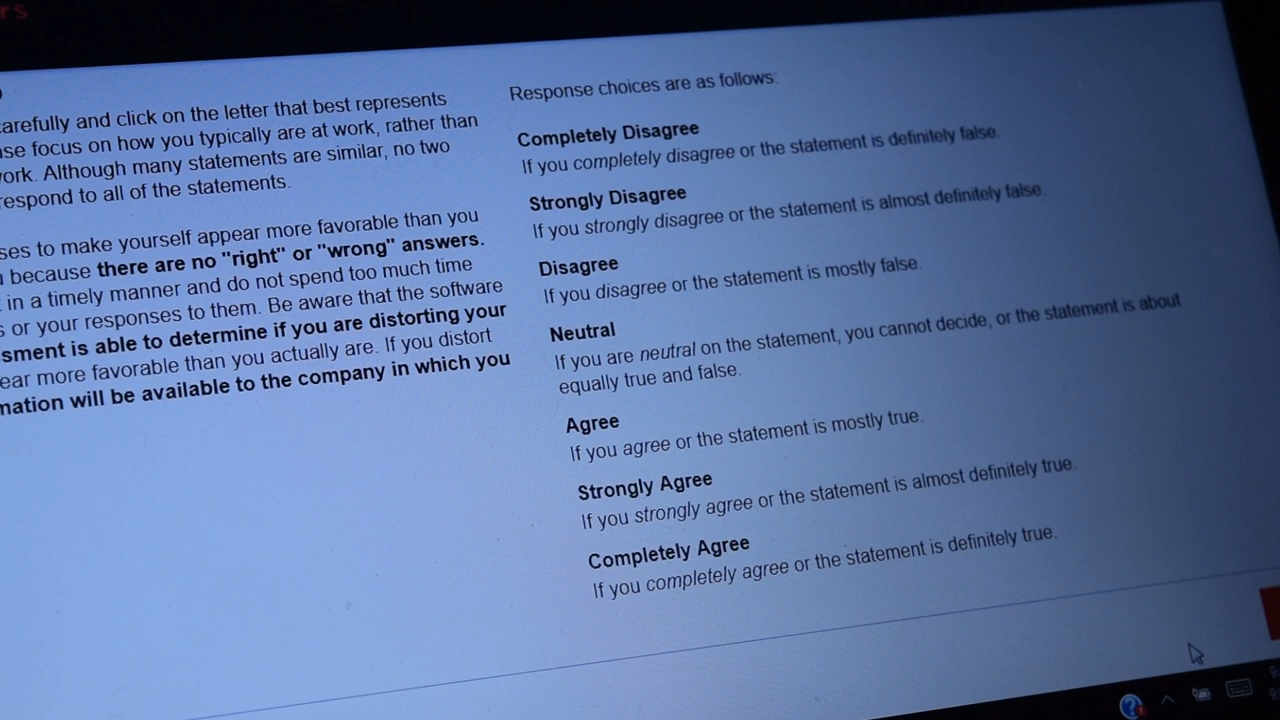 rs
carefully and click on the letter that best represents
focus on how you typically are at work, rather than
work. Although many statements are similar, no two
respond to all of the statements.
to make yourself appear more favorable than you
because there are no "right" or "wrong" answers.
in a timely manner and do not spend too much time
or your responses to them. Be aware that the software
is able to determine if you are distorting your
more favorable than you actually are. If you distort
will be available to the company in which you
Response choices are as follows:
Completely Disagree
If you completely disagree or the statement is definitely false.
Strongly Disagree
If you strongly disagree or the statement is almost definitely false.
Disagree
If you disagree or the statement is mostly false.
Neutral
If you are neutral on the statement, you cannot decide, or the statement is about
equally true and false.
Agree
If you agree or the statement is mostly true.
Strongly Agree
If you strongly agree or the statement is almost definitely true.
Completely Agree
If you completely agree or the statement is definitely true.